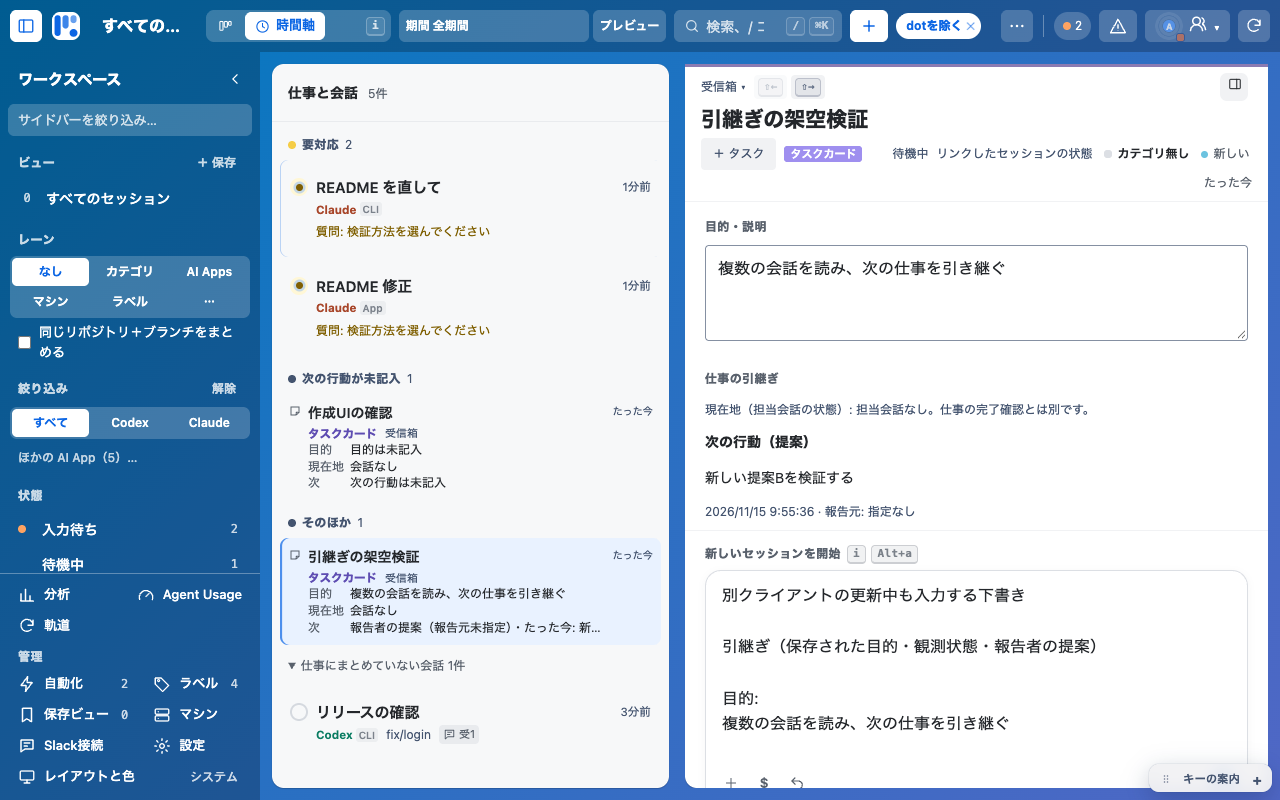 すべての...
時間軸
i
期間 全期間
プレビュー
検索、/
/
⌘K
+
dotを除く ×
...
2
A
ワークスペース
サイドバーを絞り込み...
ビュー
+ 保存
0 すべてのセッション
レーン
なし
カテゴリ
AI Apps
マシン
ラベル
...
同じリポジトリ＋ブランチをまとめる
絞り込み
解除
すべて
Codex
Claude
ほかの AI App（5）...
状態
入力待ち 2
待機中 1
分析
Agent Usage
軌道
管理
自動化 2
ラベル 4
保存ビュー 0
マシン
Slack接続
設定
レイアウトと色
システム
仕事と会話 5件
要対応 2
README を直して
1分前
Claude CLI
質問: 検証方法を選んでください
README 修正
1分前
Claude App
質問: 検証方法を選んでください
次の行動が未記入 1
作成UIの確認
たった今
タスクカード 受信箱
目的 目的は未記入
現在地 会話なし
次 次の行動は未記入
そのほか 1
引継ぎの架空検証
たった今
タスクカード 受信箱
目的 複数の会話を読み、次の仕事を引き継ぐ
現在地 会話なし
次 報告者の提案（報告元未指定）・たった今: 新...
▼ 仕事にまとめていない会話 1件
リリースの確認
3分前
Codex CLI fix/login 受1
受信箱 ▾
⇧←
⇧→
引継ぎの架空検証
+ タスク
タスクカード
待機中 リンクしたセッションの状態
カテゴリ無し
新しい
たった今
目的・説明
複数の会話を読み、次の仕事を引き継ぐ
仕事の引継ぎ
現在地（担当会話の状態）: 担当会話なし。仕事の完了確認とは別です。
次の行動（提案）
新しい提案Bを検証する
2026/11/15 9:55:36 · 報告元: 指定なし
新しいセッションを開始 i Alt+a
別クライアントの更新中も入力する下書き
引継ぎ（保存された目的・観測状態・報告者の提案）
目的:
複数の会話を読み、次の仕事を引き継ぐ
+ $
キーの案内 +